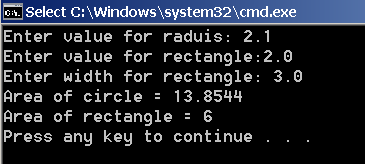 Select C:\Windows\system32\cmd.exe
Enter value for raduis: 2.1
Enter value for rectangle:2.0
Enter width for rectangle: 3.0
Area of circle = 13.8544
Area of rectangle = 6
Press any key to continue . . .